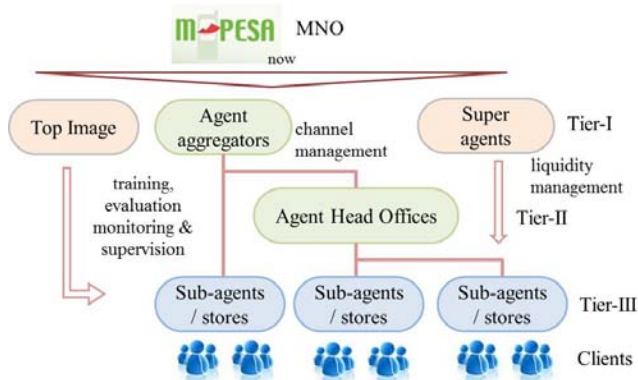 M-PESA MNO
now
Top Image
Agent
aggregators
channel
management
Super
agents
Tier-I
training,
evaluation
monitoring &
supervision
liquidity
management
Agent Head Offices
Tier-II
Sub-agents
/ stores
Sub-agents
/ stores
Sub-agents
/ stores
Tier-III
Clients